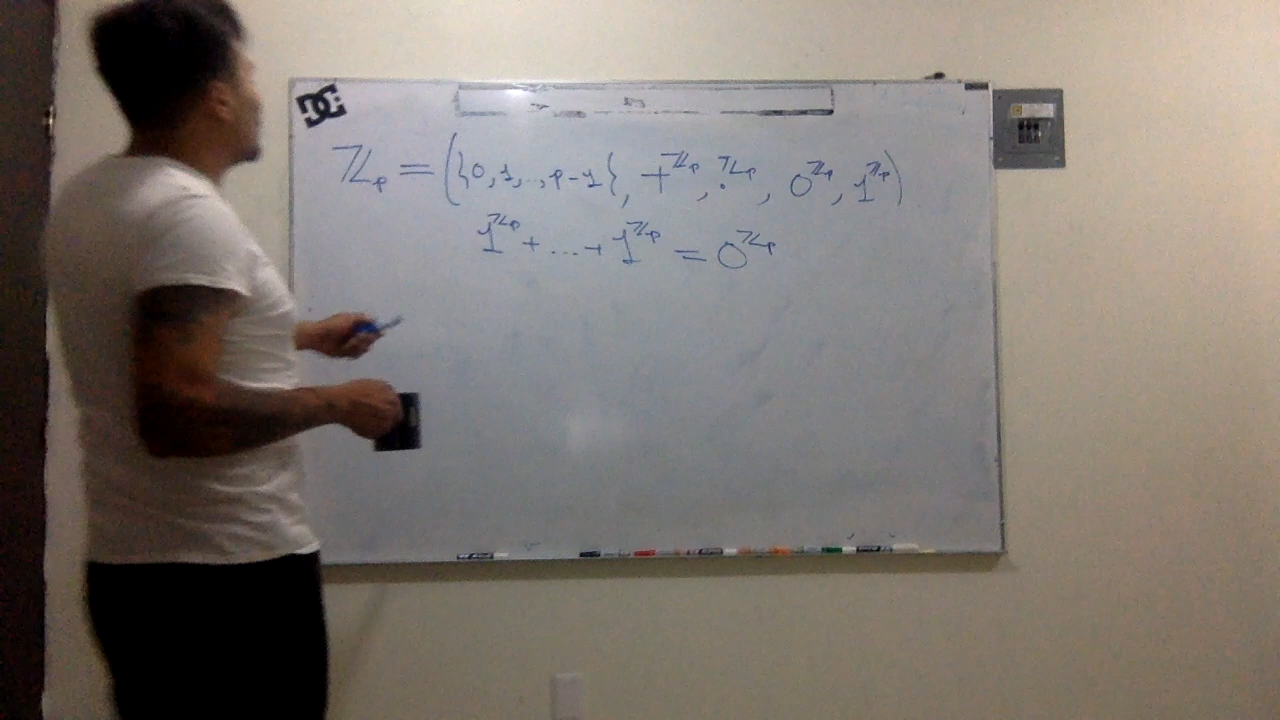 ℤₚ = ({0, 1, .., p-1}, +^ℤₚ, ·^ℤₚ, 0^ℤₚ, 1^ℤₚ)
1^ℤₚ + ... + 1^ℤₚ = 0^ℤₚ